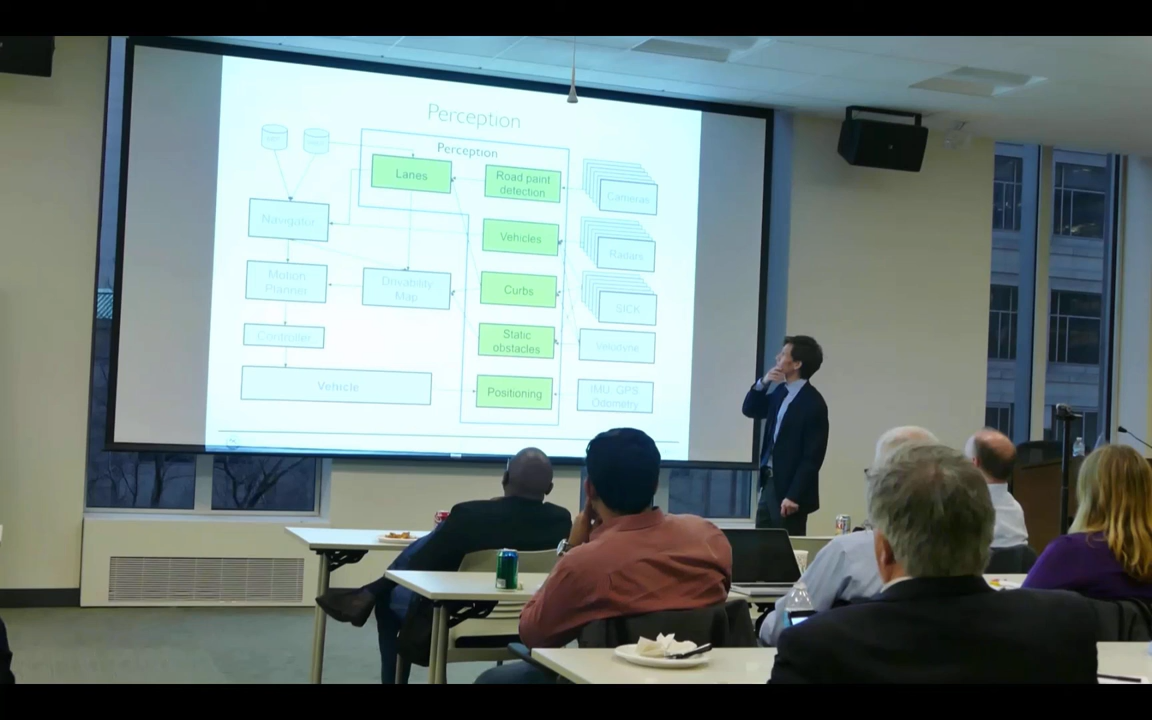 Perception
Perception
Lanes
Road paint
detection
Cameras
Navigator
Vehicles
Radars
Motion
Planner
Drivability
Map
Curbs
SICK
Controller
Static
obstacles
Velodyne
Vehicle
Positioning
IMU, GPS
Odometry